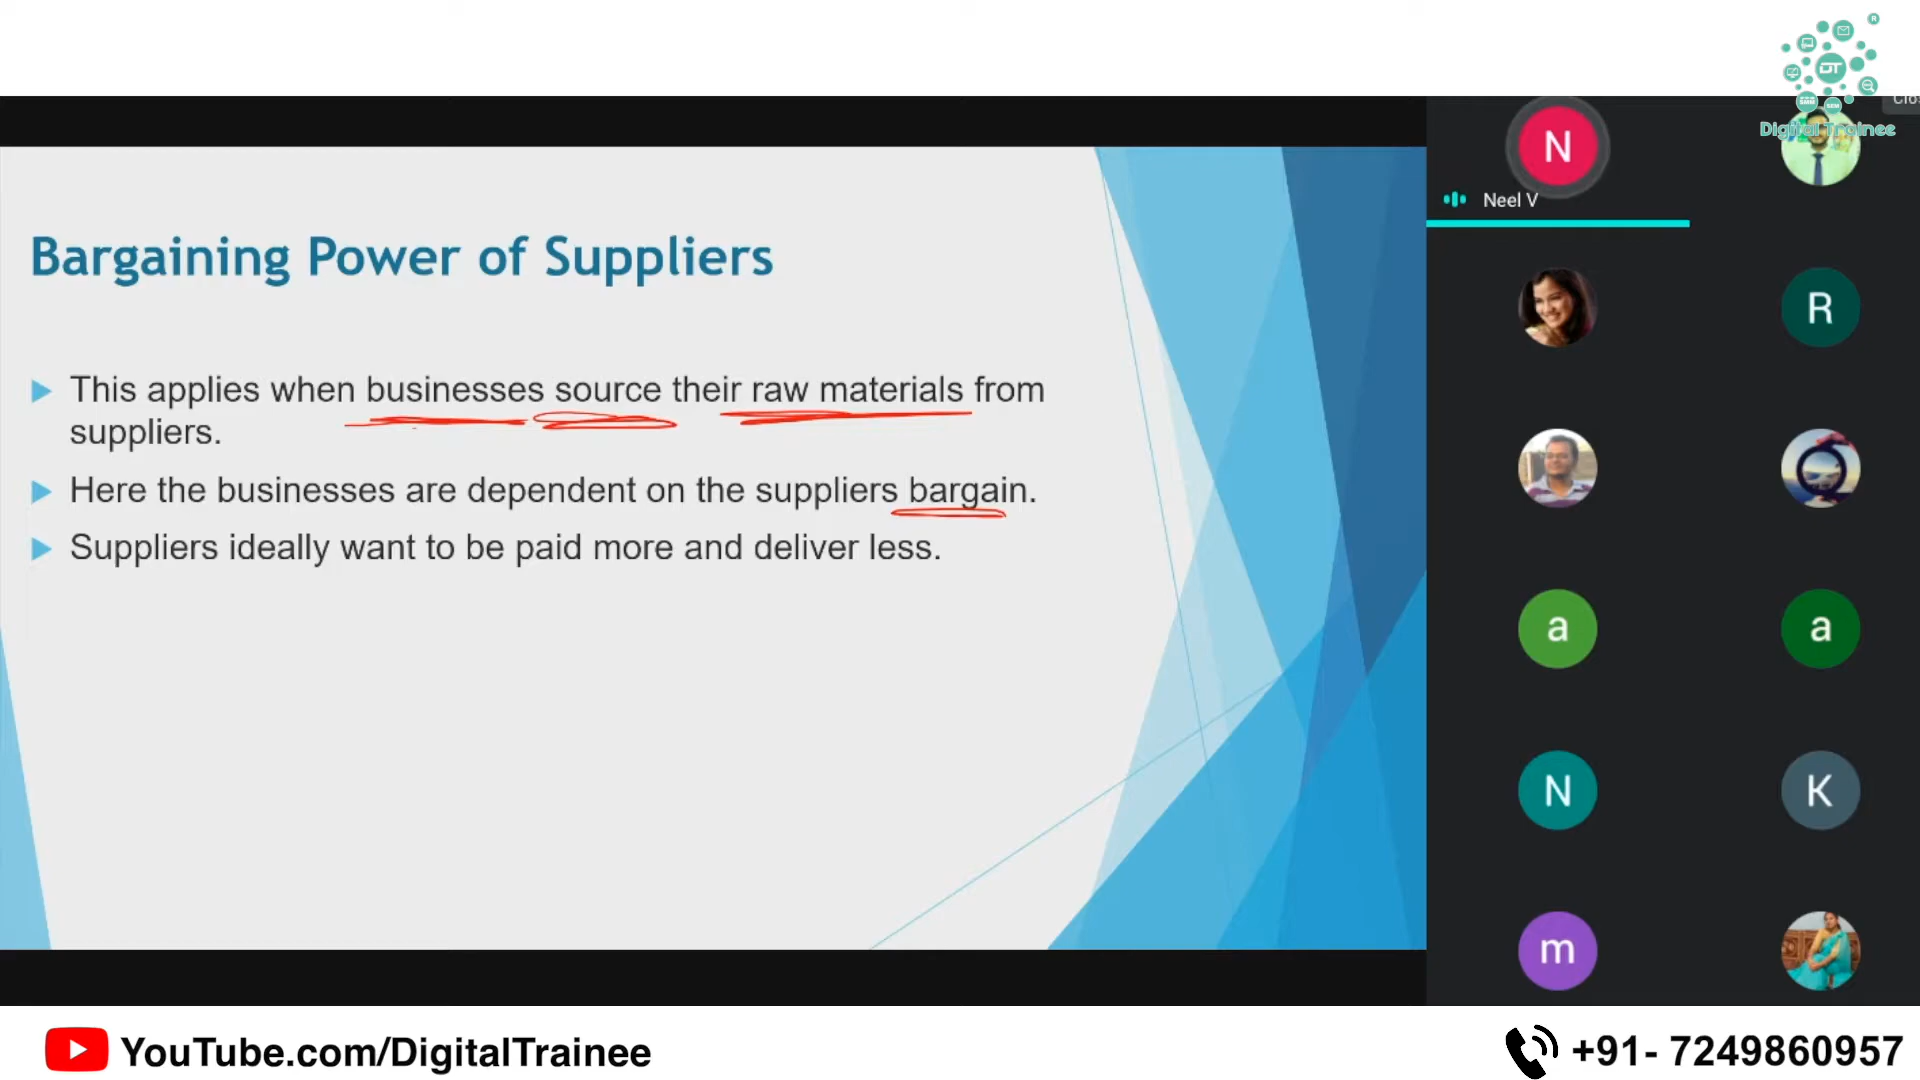 DT
Clos
Digital Trainee
N
Neel V
Bargaining Power of Suppliers
This applies when businesses source their raw materials from
suppliers.
Here the businesses are dependent on the suppliers bargain.
Suppliers ideally want to be paid more and deliver less.
R
a
a
N
K
m
YouTube.com/DigitalTrainee
+91- 7249860957